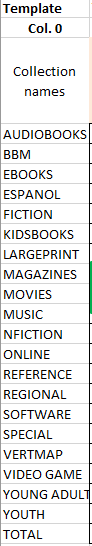 Template
Col. 0
Collection
names
AUDIOBOOKS
BBM
EBOOKS
ESPANOL
FICTION
KIDSBOOKS
LARGEPRINT
MAGAZINES
MOVIES
MUSIC
NFICTION
ONLINE
REFERENCE
REGIONAL
SOFTWARE
SPECIAL
VERTMAP
VIDEO GAME
YOUNG ADULT
YOUTH
TOTAL